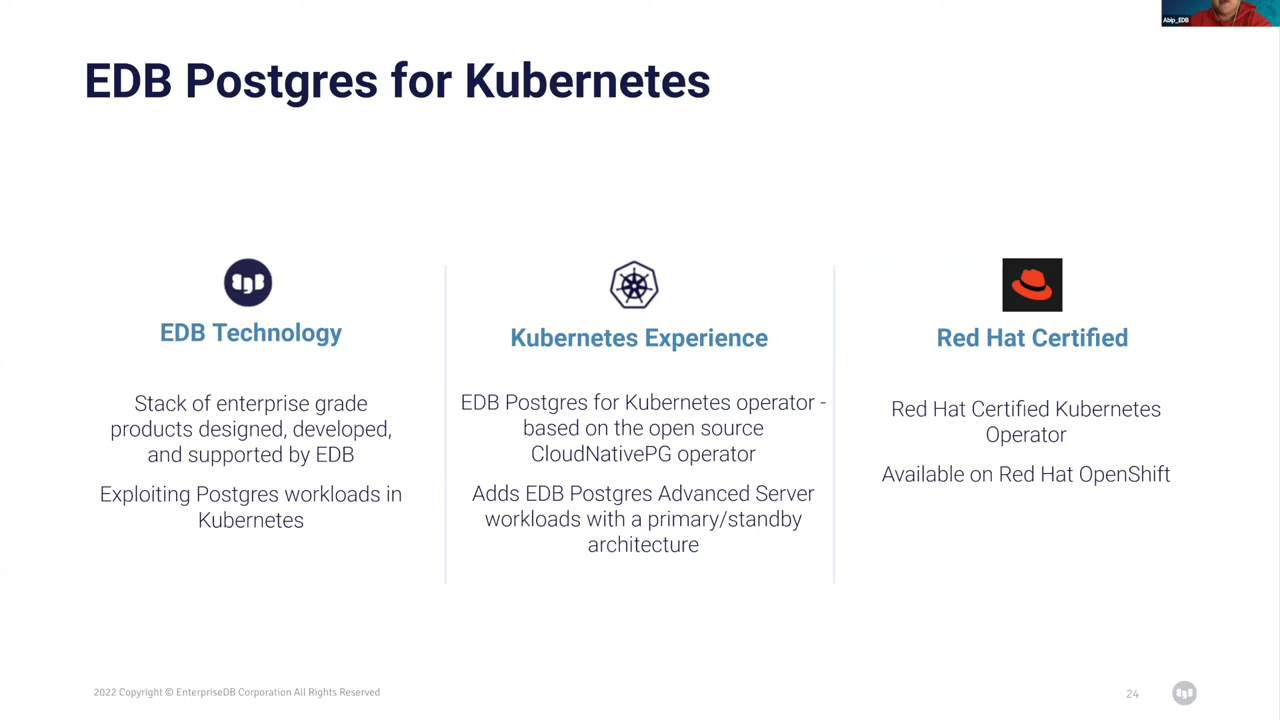 Abip_EDB
EDB Postgres for Kubernetes
EDB Technology
Stack of enterprise grade
products designed, developed,
and supported by EDB
Exploiting Postgres workloads in
Kubernetes
Kubernetes Experience
EDB Postgres for Kubernetes operator -
based on the open source
CloudNativePG operator
Adds EDB Postgres Advanced Server
workloads with a primary/standby
architecture
Red Hat Certified
Red Hat Certified Kubernetes
Operator
Available on Red Hat OpenShift
2022 Copyright © EnterpriseDB Corporation All Rights Reserved
24